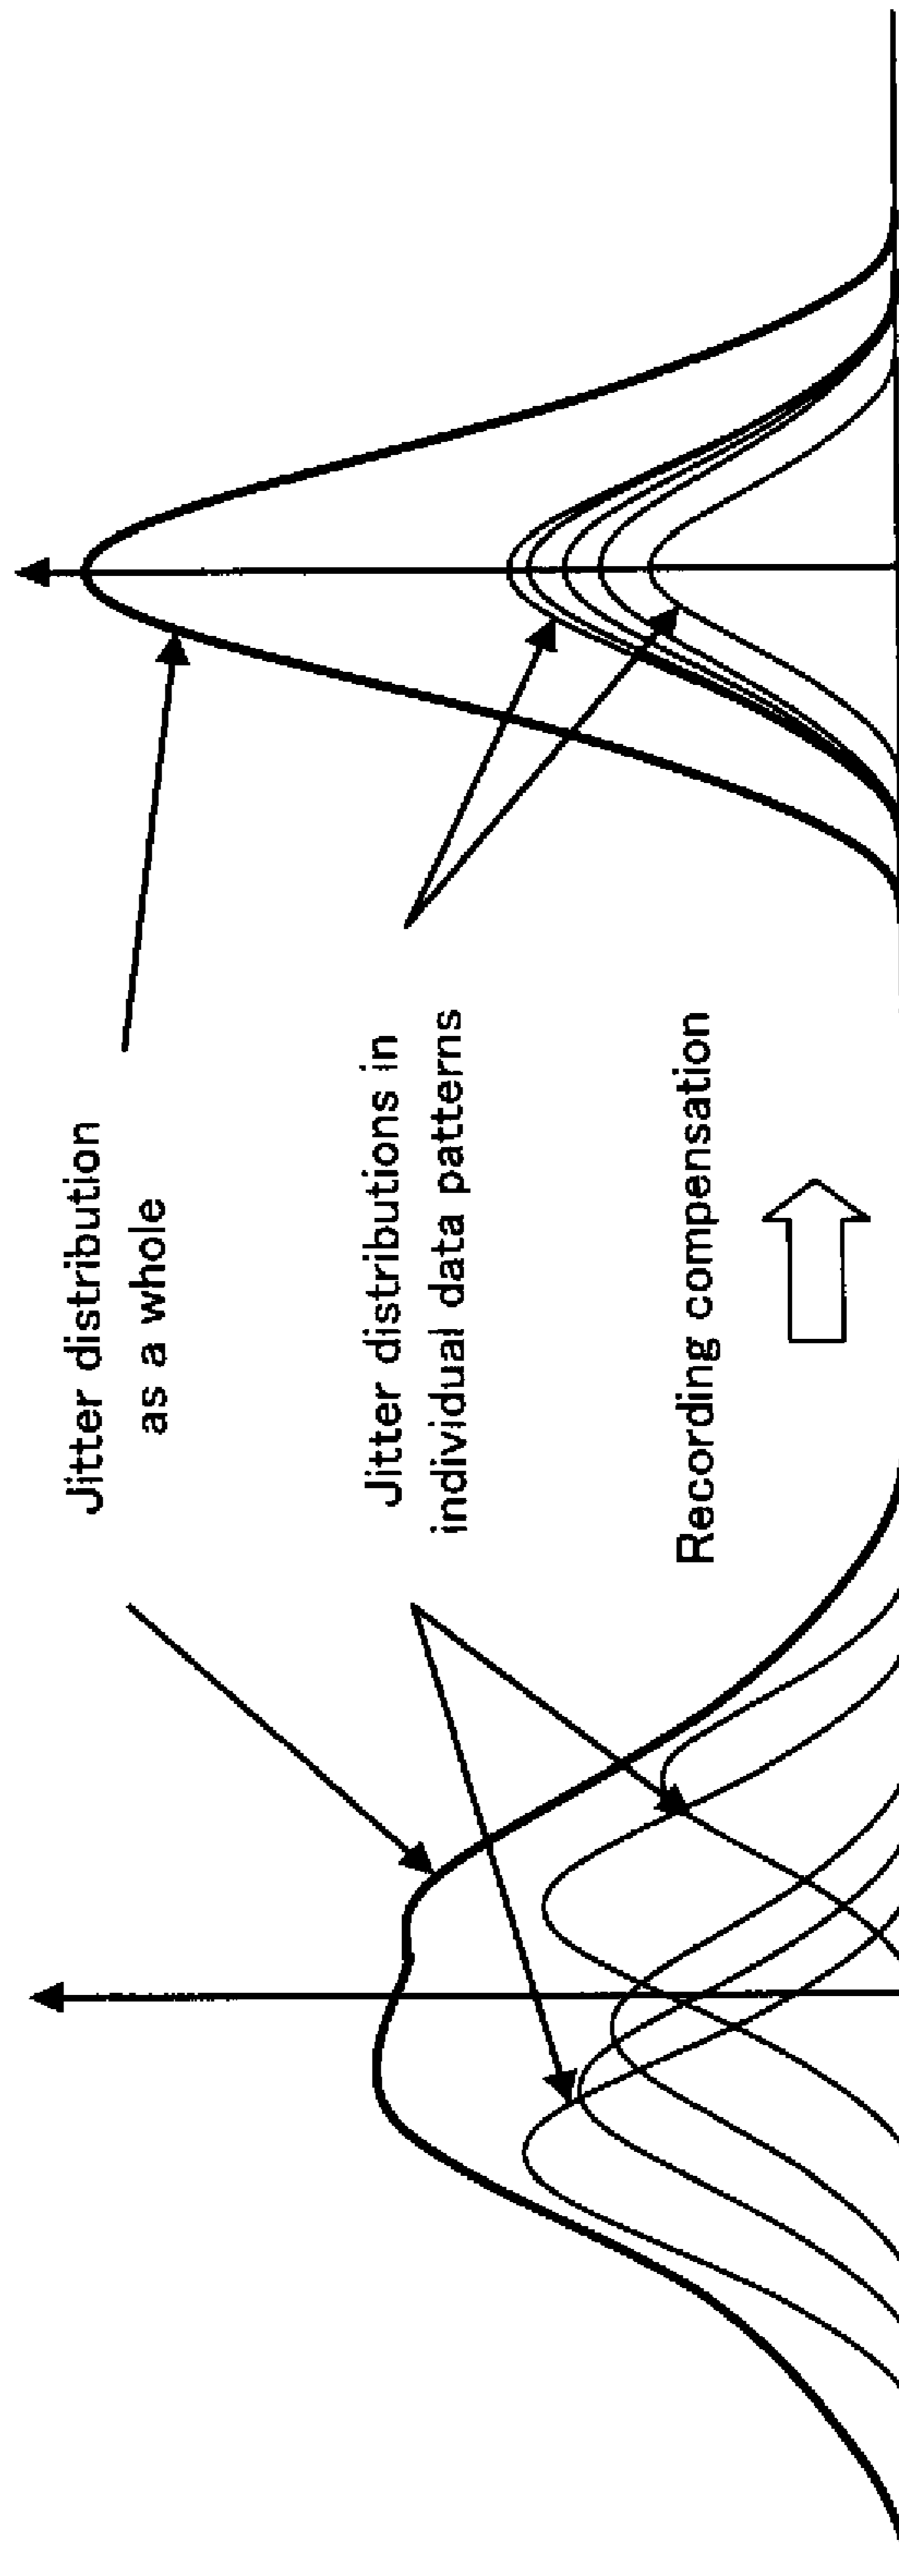 Jitter distribution
as a whole
Jitter distributions in
individual data patterns
Recording compensation